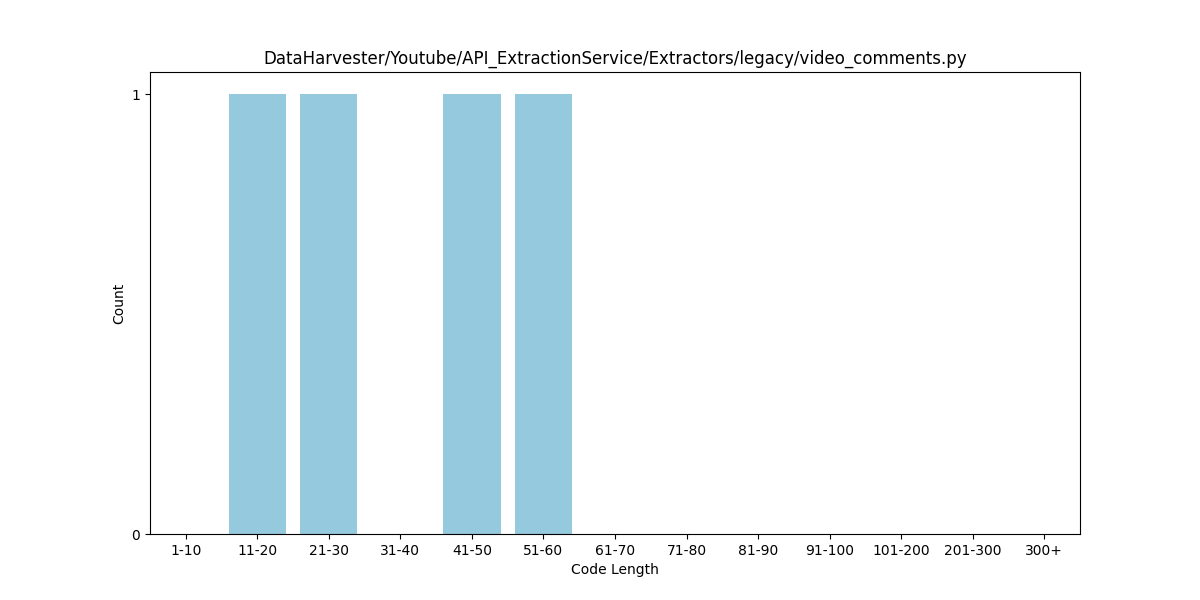 DataHarvester/Youtube/API_ExtractionService/Extractors/legacy/video_comments.py
1
Count
0
1-10 11-20 21-30 31-40 41-50 51-60 61-70 71-80 81-90 91-100 101-200 201-300 300+
Code Length